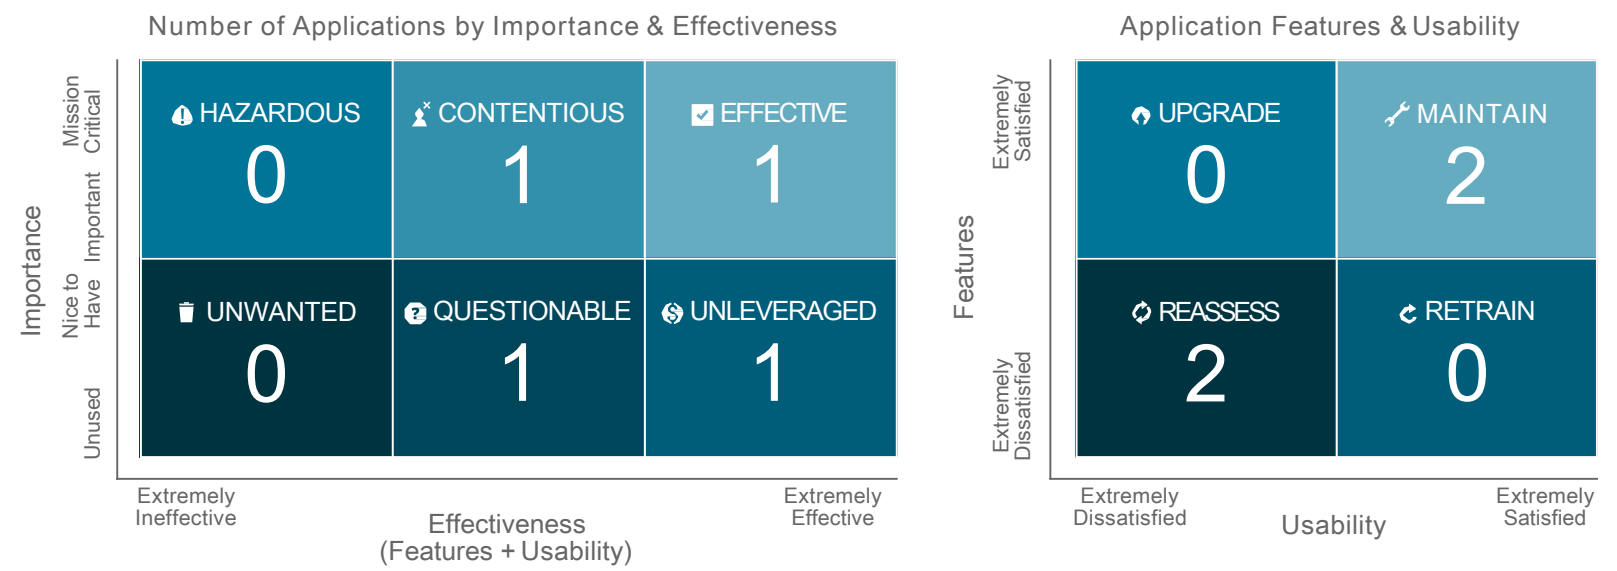 Number of Applications by Importance & Effectiveness
Importance
Mission
Critical
Important
Nice to
Have
Unused
HAZARDOUS
0
CONTENTIOUS
1
EFFECTIVE
1
UNWANTED
0
QUESTIONABLE
1
UNLEVERAGED
1
Extremely
Ineffective
Effectiveness
(Features + Usability)
Extremely
Effective
Application Features & Usability
Features
Extremely
Satisfied
Extremely
Dissatisfied
UPGRADE
0
MAINTAIN
2
REASSESS
2
RETRAIN
0
Extremely
Dissatisfied
Usability
Extremely
Satisfied